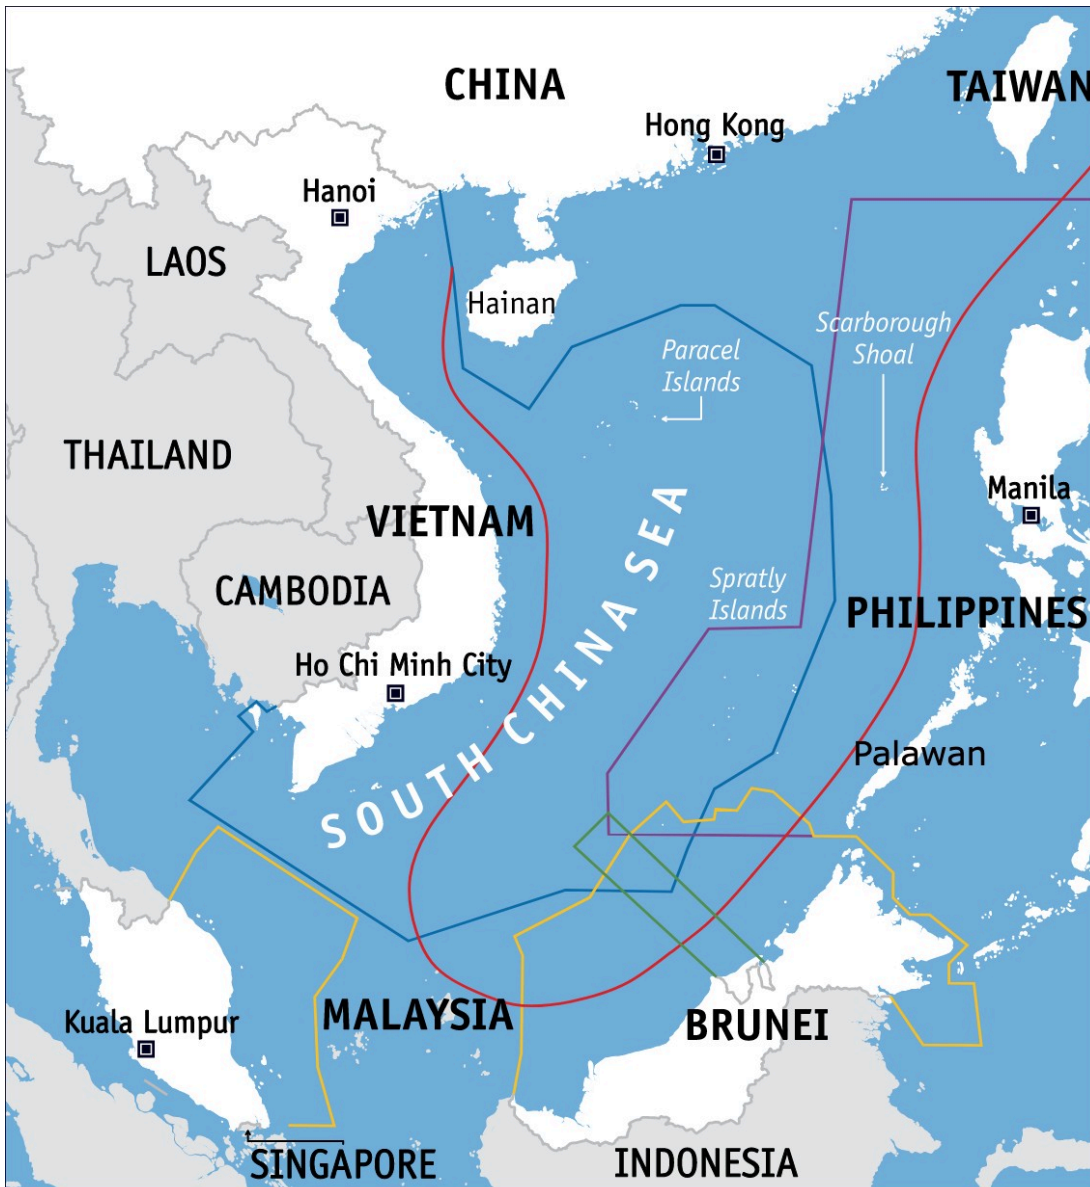 CHINA
TAIWAN
Hong Kong
Hanoi
LAOS
Hainan
Scarborough
Shoal
Paracel
Islands
THAILAND
Manila
VIETNAM
SOUTH CHINA SEA
CAMBODIA
Spratly
Islands
PHILIPPINES
Ho Chi Minh City
Palawan
MALAYSIA
Kuala Lumpur
BRUNEI
SINGAPORE
INDONESIA